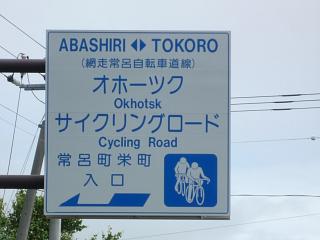 ABASHIRI ◄► TOKORO
(網走常呂自転車道線)
オホーツク
Okhotsk
サイクリングロード
Cycling Road
常呂町栄町
入口